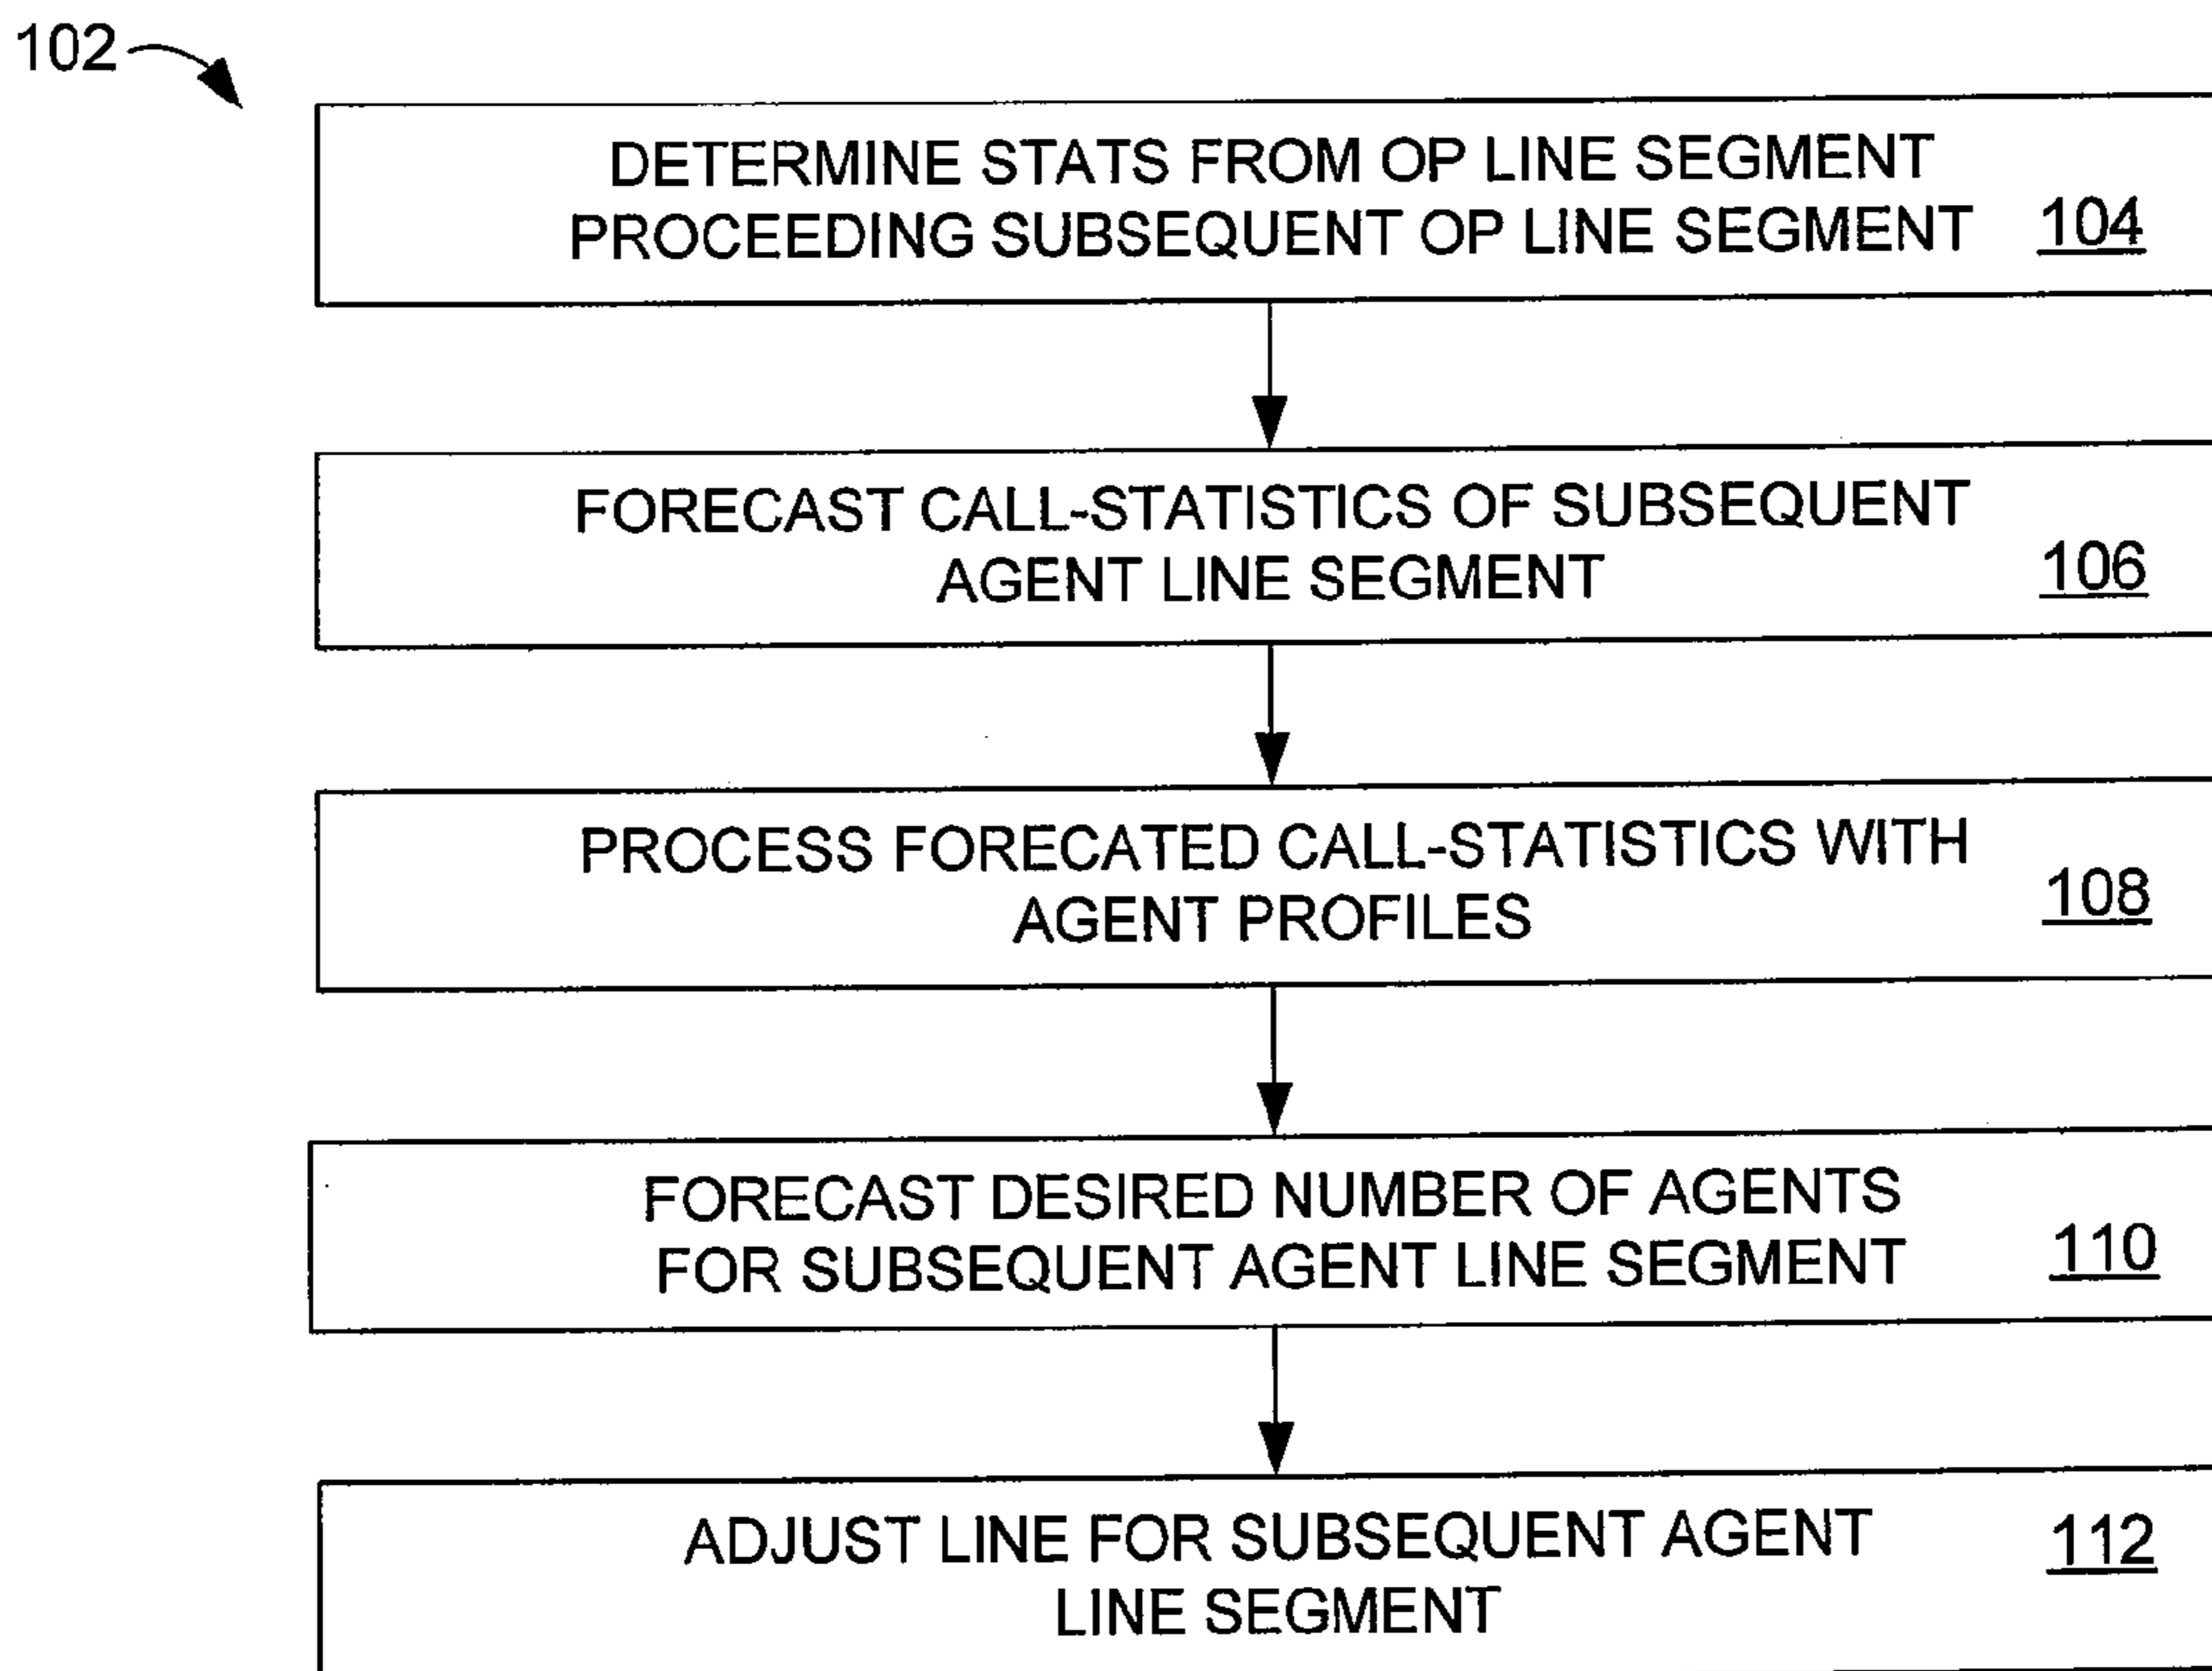 102
DETERMINE STATS FROM OP LINE SEGMENT
PROCEEDING SUBSEQUENT OP LINE SEGMENT 104
FORECAST CALL-STATISTICS OF SUBSEQUENT
AGENT LINE SEGMENT 106
PROCESS FORECATED CALL-STATISTICS WITH
AGENT PROFILES 108
FORECAST DESIRED NUMBER OF AGENTS
FOR SUBSEQUENT AGENT LINE SEGMENT 110
ADJUST LINE FOR SUBSEQUENT AGENT 112
LINE SEGMENT